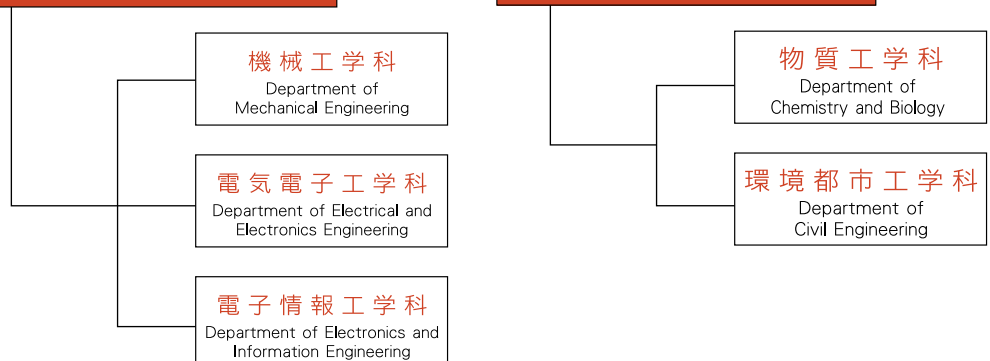 機械工学科
Department of
Mechanical Engineering
電気電子工学科
Department of Electrical and
Electronics Engineering
電子情報工学科
Department of Electronics and
Information Engineering
物質工学科
Department of
Chemistry and Biology
環境都市工学科
Department of
Civil Engineering